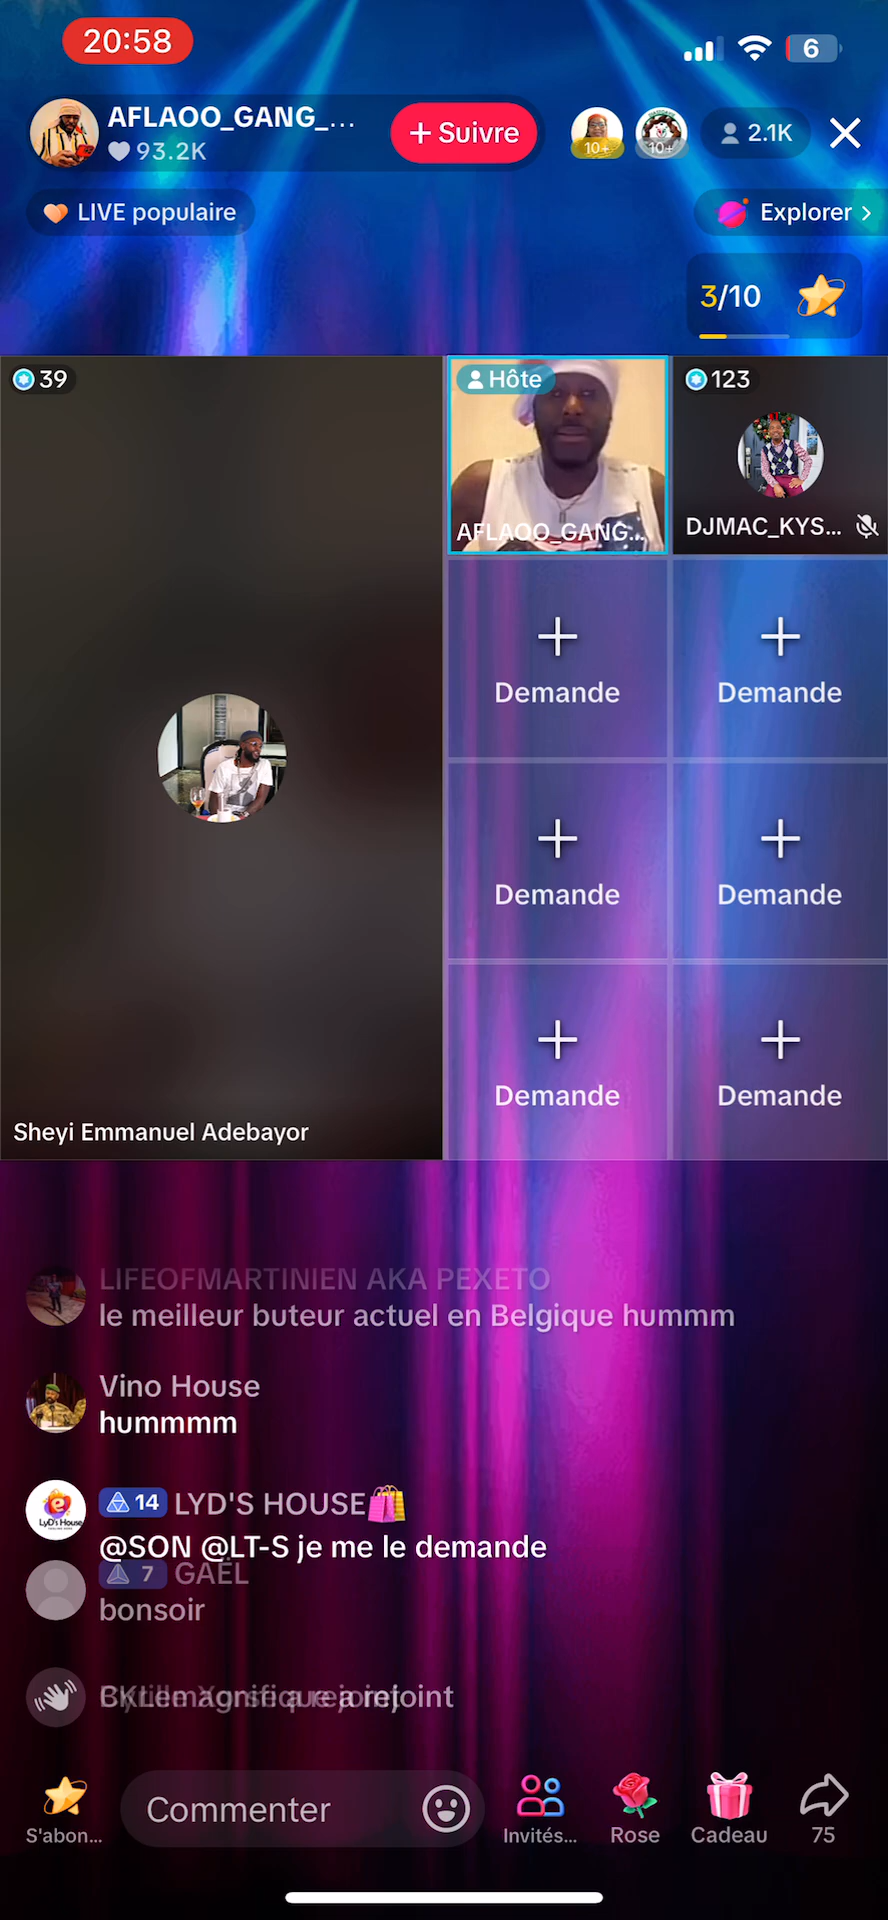 20:58
6
AFLAOO_GANG_...
93.2K
+ Suivre
10+
10+
2.1K
LIVE populaire
Explorer >
3/10
39
Hôte
123
AFLAOO_GANG...
DJMAC_KYS...
Demande
Demande
Demande
Demande
Demande
Demande
Sheyi Emmanuel Adebayor
LIFEOFMARTINIEN AKA PEXETO
le meilleur buteur actuel en Belgique hummm
Vino House
hummmm
14 LYD'S HOUSE🛍️
LyD's House
@SON @LT-S je me le demande
7 GAËL
bonsoir
a rejoint
S'abon...
Commenter
Invités...
Rose
Cadeau
75